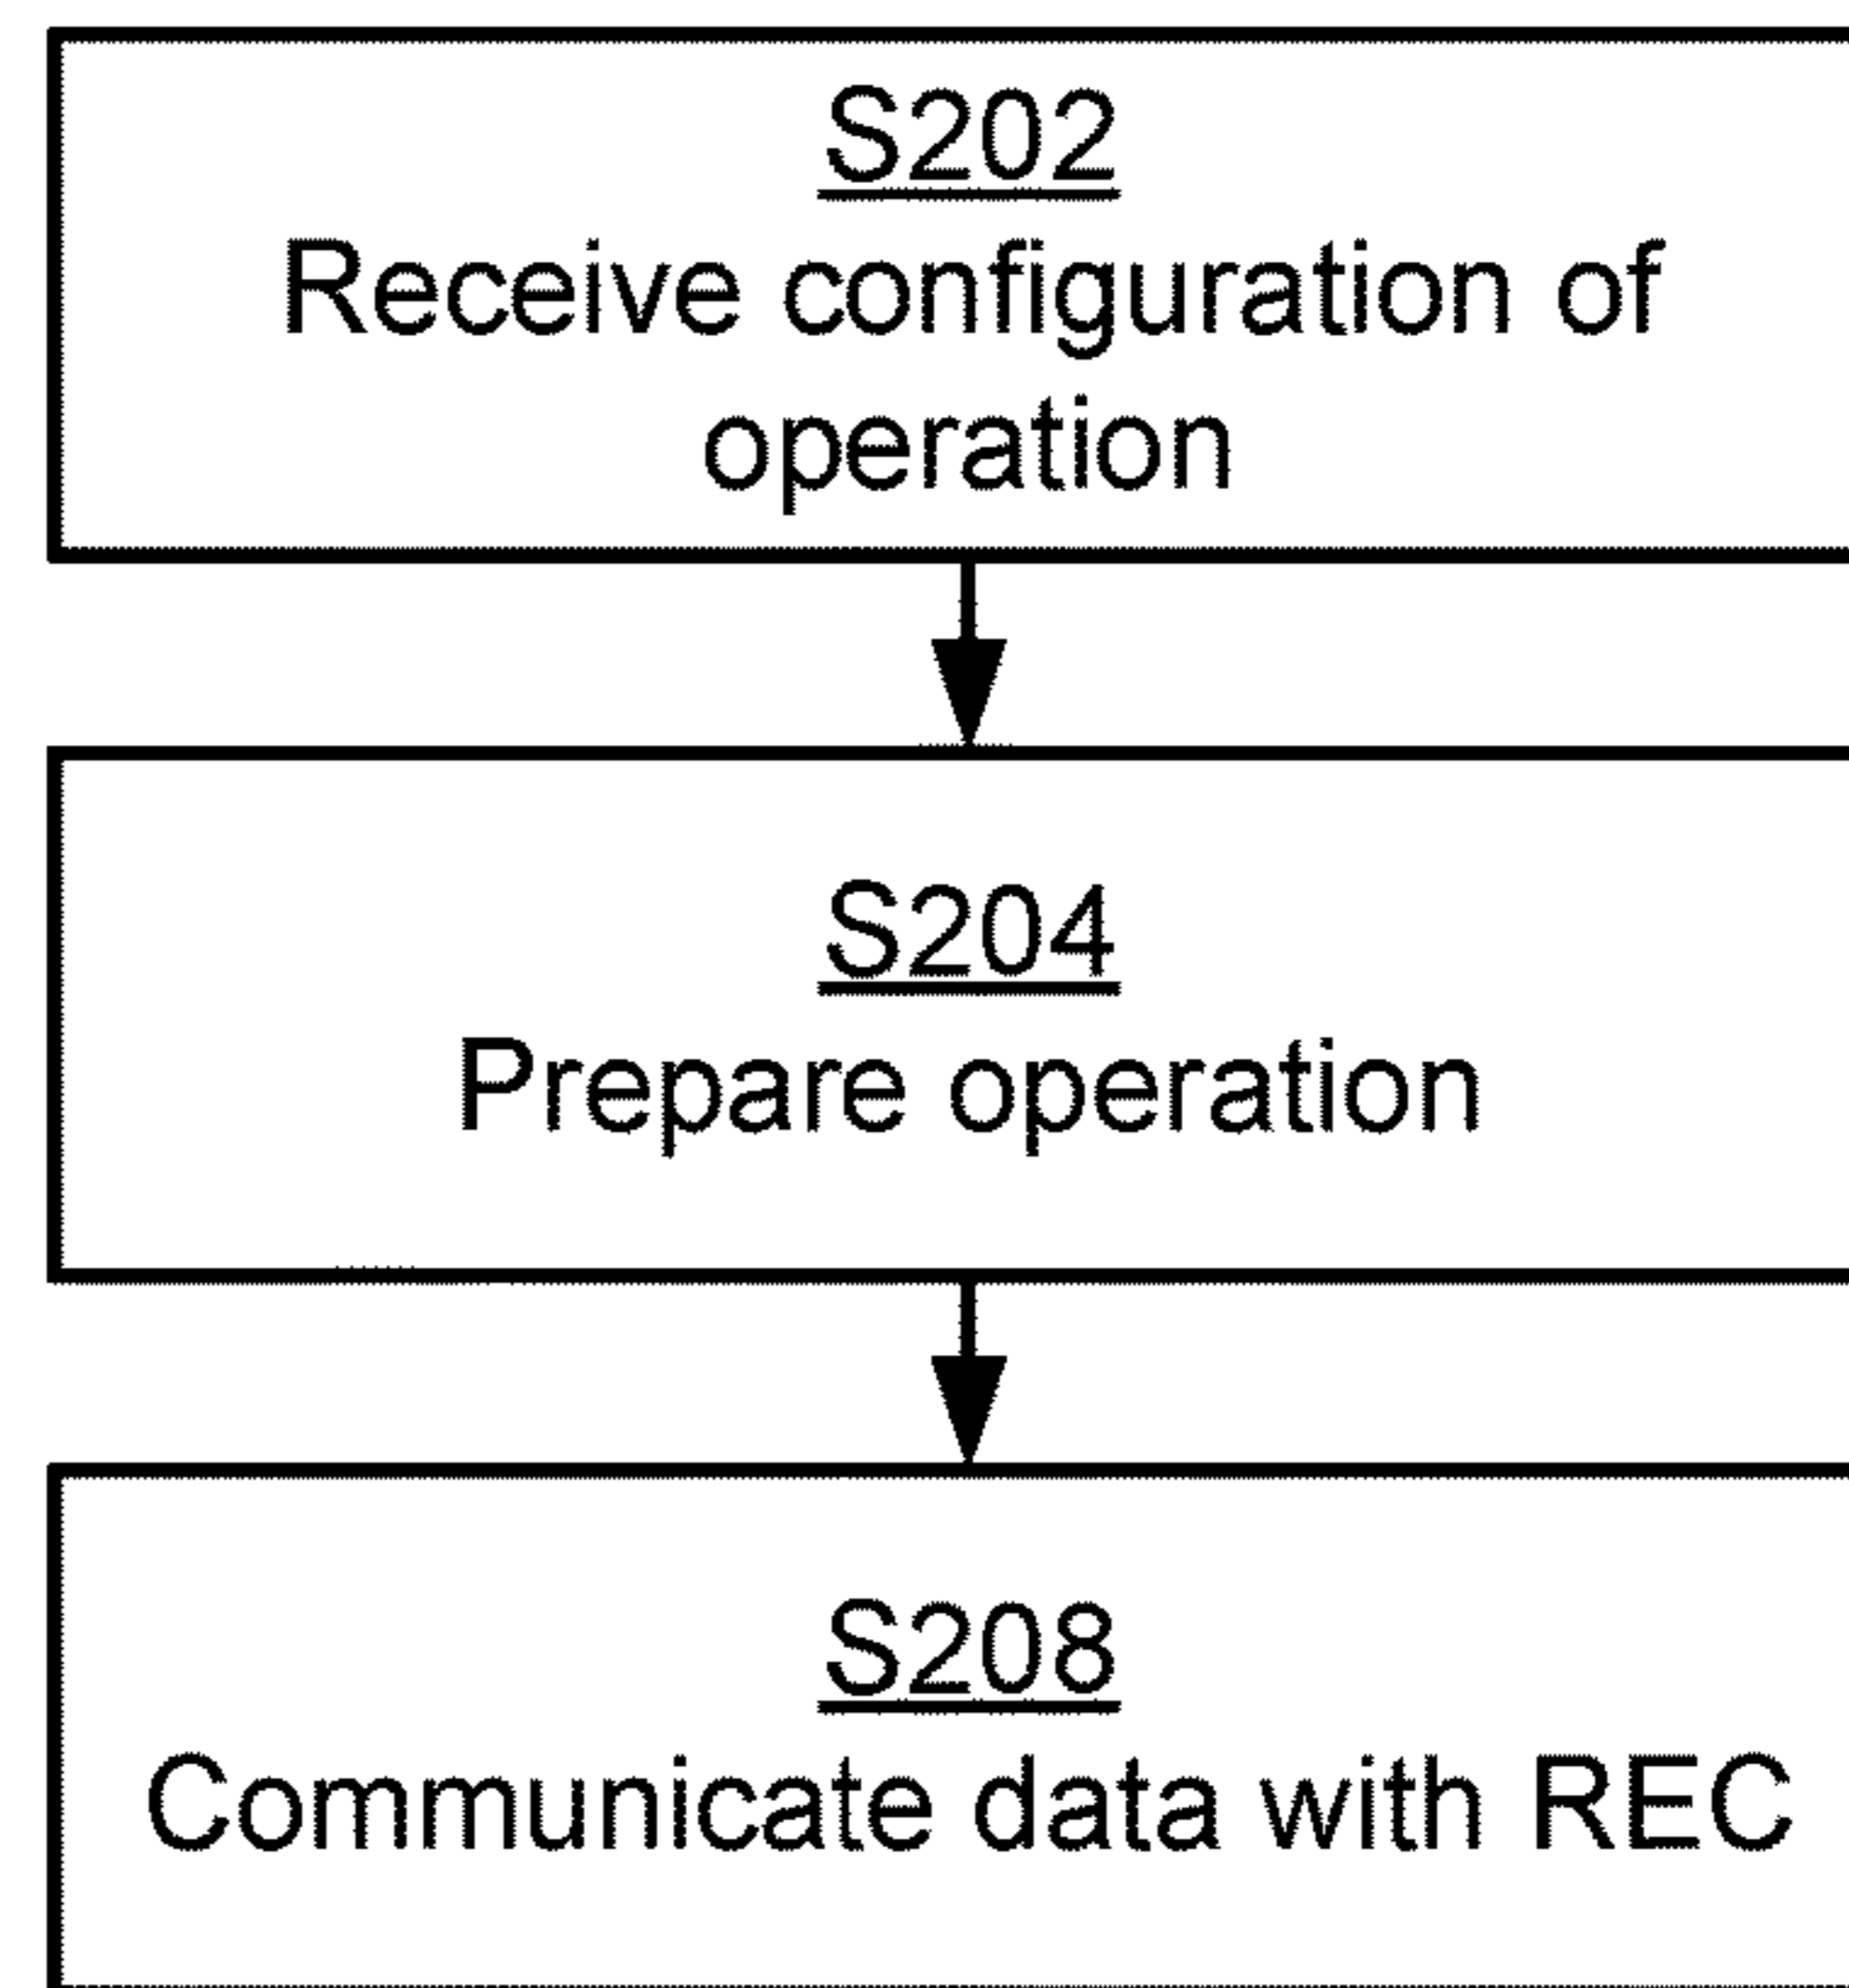 S202
Receive configuration of
operation
S204
Prepare operation
S208
Communicate data with REC